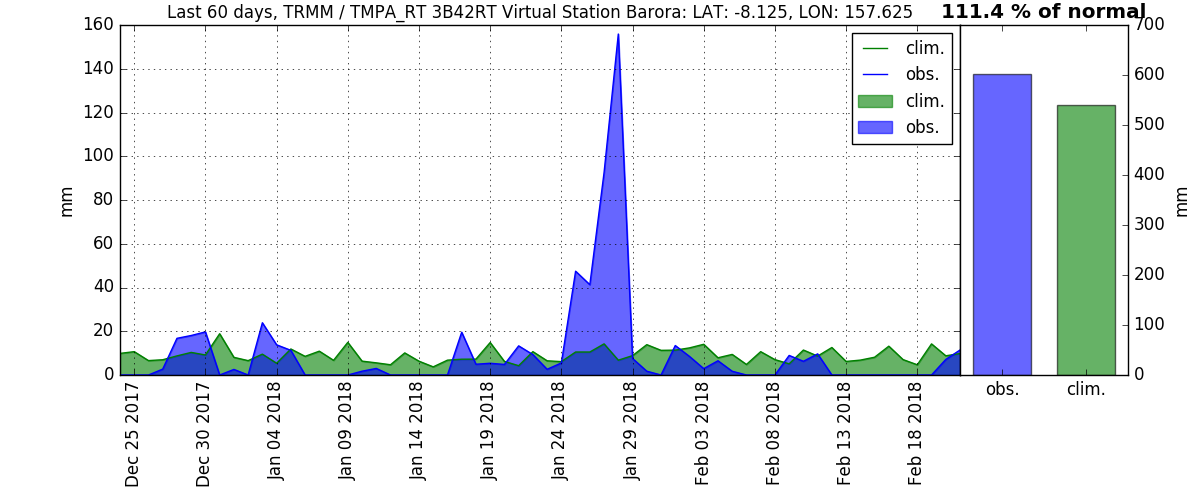 Last 60 days, TRMM / TMPA_RT 3B42RT Virtual Station Barora: LAT: -8.125, LON: 157.625
111.4 % of normal
160
140
120
100
80
60
40
20
0
mm
clim.
obs.
clim.
obs.
700
600
500
400
300
200
100
0
mm
Dec 25 2017
Dec 30 2017
Jan 04 2018
Jan 09 2018
Jan 14 2018
Jan 19 2018
Jan 24 2018
Jan 29 2018
Feb 03 2018
Feb 08 2018
Feb 13 2018
Feb 18 2018
obs.
clim.